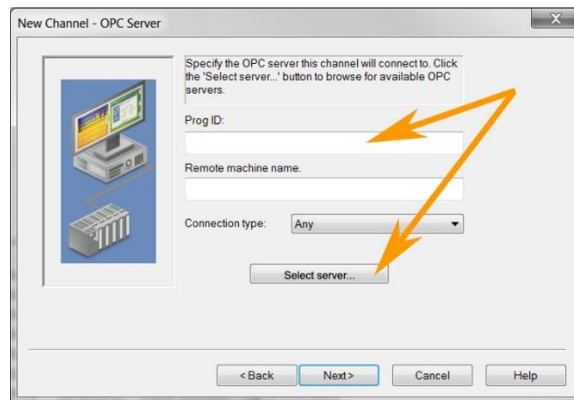 New Channel - OPC Server
Specify the OPC server this channel will connect to. Click
the 'Select server...' button to browse for available OPC
servers.
Prog ID:
Remote machine name.
Connection type: Any
Select server...
< Back Next > Cancel Help